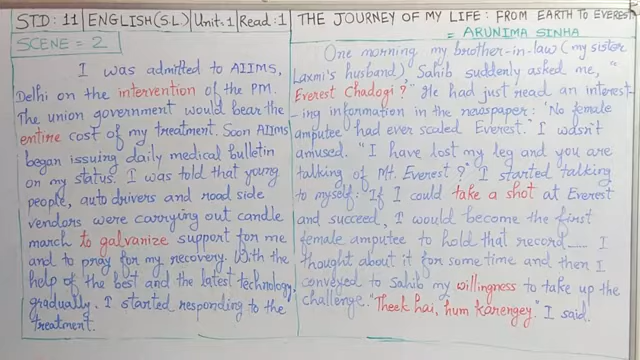 STD: 11 | ENGLISH (S.L) | Unit: 1 | Read: 1
THE JOURNEY OF MY LIFE: FROM EARTH TO EVEREST
= ARUNIMA SINHA
SCENE = 2
I was admitted to AIIMS,
Delhi on the intervention of the PM.
The union government would bear the
entire cost of my treatment. Soon AIIMS
began issuing daily medical bulletin
on my status. I was told that young
people, auto drivers and road side
vendors were carrying out candle
march to galvanize support for me
and to pray for my recovery. With the
help of the best and the latest technology,
gradually. I started responding to the
treatment.
One morning my brother-in-law (my sister
Laxmi's husband), Sahib suddenly asked me, "
Everest Chadogi?" He had just read an interest-
-ing information in the newspaper: 'No female
amputee had ever scaled Everest.' I wasn't
amused. "I have lost my leg and you are
talking of Mt. Everest?" I started talking
to myself: 'If I could take a shot at Everest
and succeed, I would become the first
female amputee to hold that record...... I
thought about it for some time and then I
conveyed to Sahib my willingness to take up the
challenge. "Theek hai, hum karengey." I said.